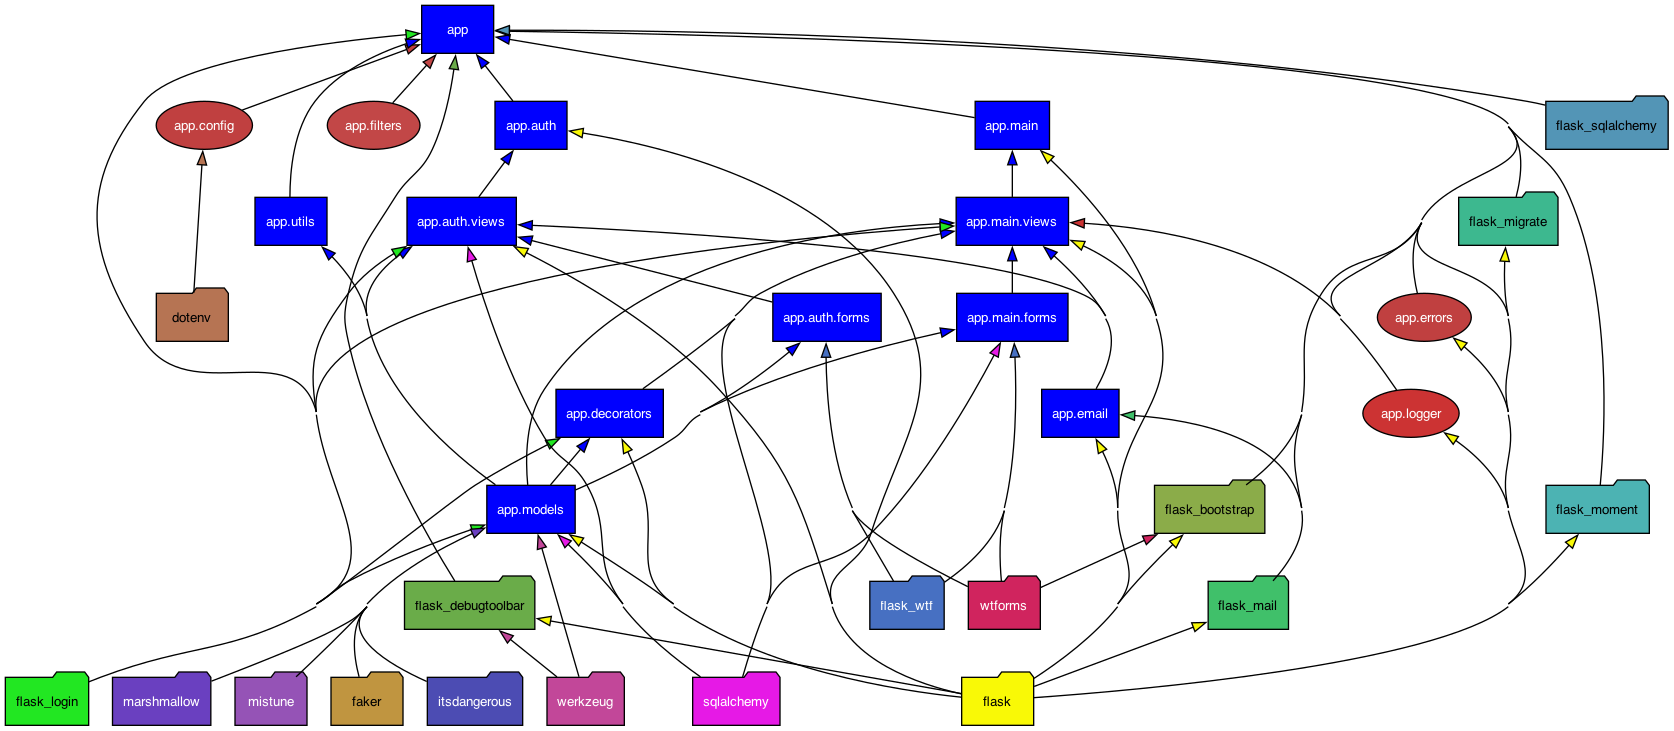 app
app.config
app.filters
app.auth
app.main
flask_sqlalchemy
app.utils
app.auth.views
app.main.views
flask_migrate
dotenv
app.auth.forms
app.main.forms
app.errors
app.decorators
app.email
app.logger
app.models
flask_bootstrap
flask_moment
flask_debugtoolbar
flask_wtf
wtforms
flask_mail
flask_login
marshmallow
mistune
faker
itsdangerous
werkzeug
sqlalchemy
flask